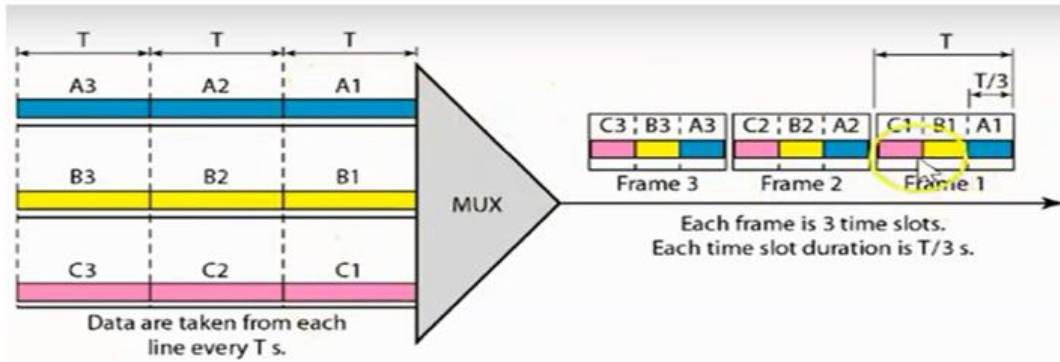 T T T
A3 A2 A1
B3 B2 B1
C3 C2 C1
Data are taken from each
line every T s.
MUX
T
T/3
C3 B3 A3 C2 B2 A2 C1 B1 A1
Frame 3 Frame 2 Frame 1
Each frame is 3 time slots.
Each time slot duration is T/3 s.